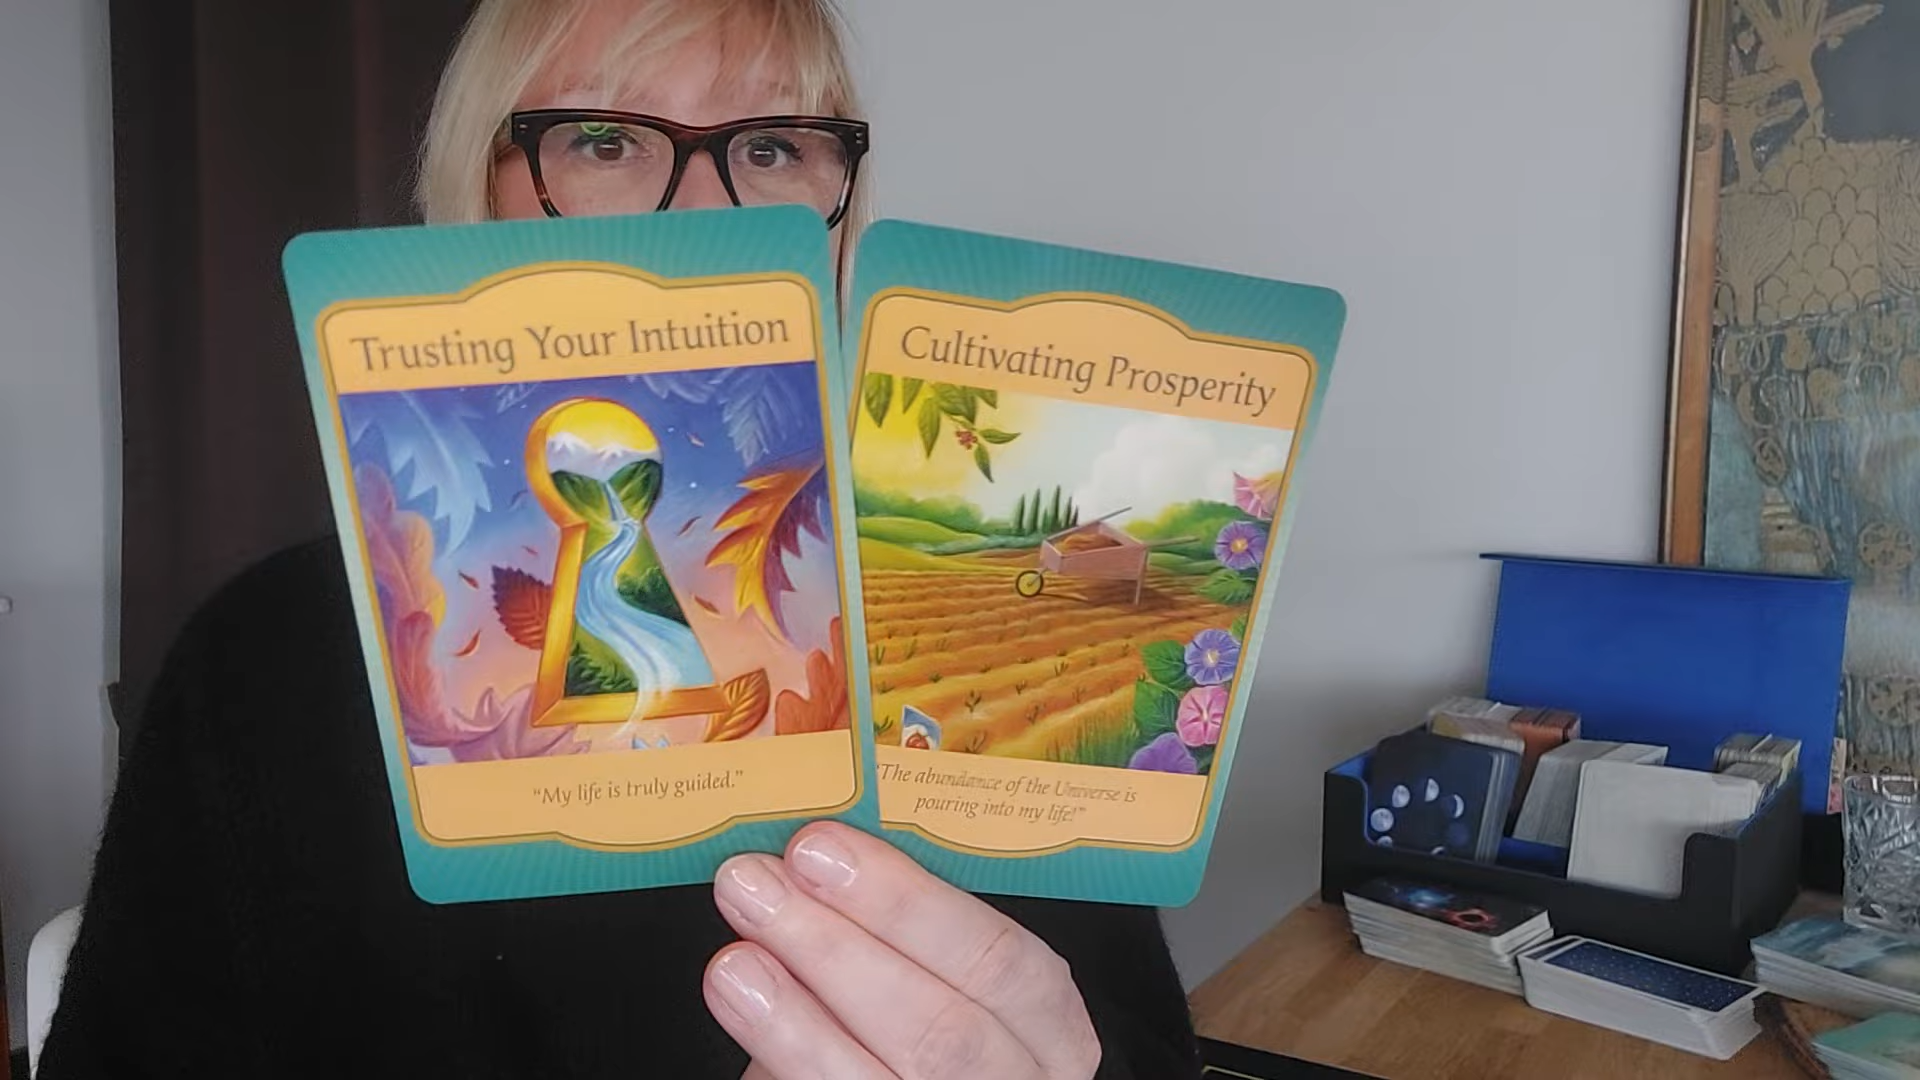 Trusting Your Intuition
"My life is truly guided."
Cultivating Prosperity
"The abundance of the Universe is
pouring into my life!"